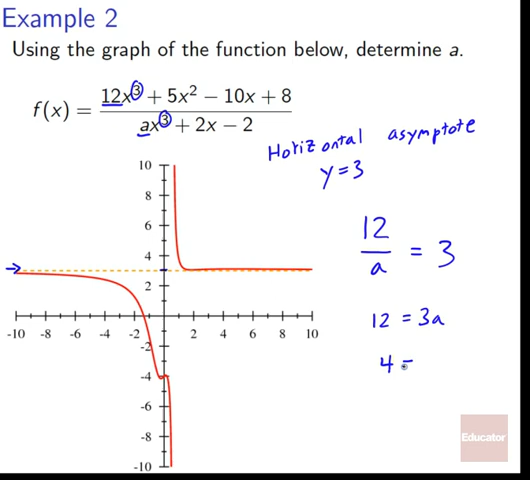 Example 2
Using the graph of the function below, determine a.
f(x) = (12x³ + 5x² − 10x + 8) / (ax³ + 2x − 2)
Horizontal asymptote
y = 3
12/a = 3
12 = 3a
4 =
10
8
6
4
2
-10 -8 -6 -4 -2 2 4 6 8 10
-2
-4
-6
-8
-10
Educator